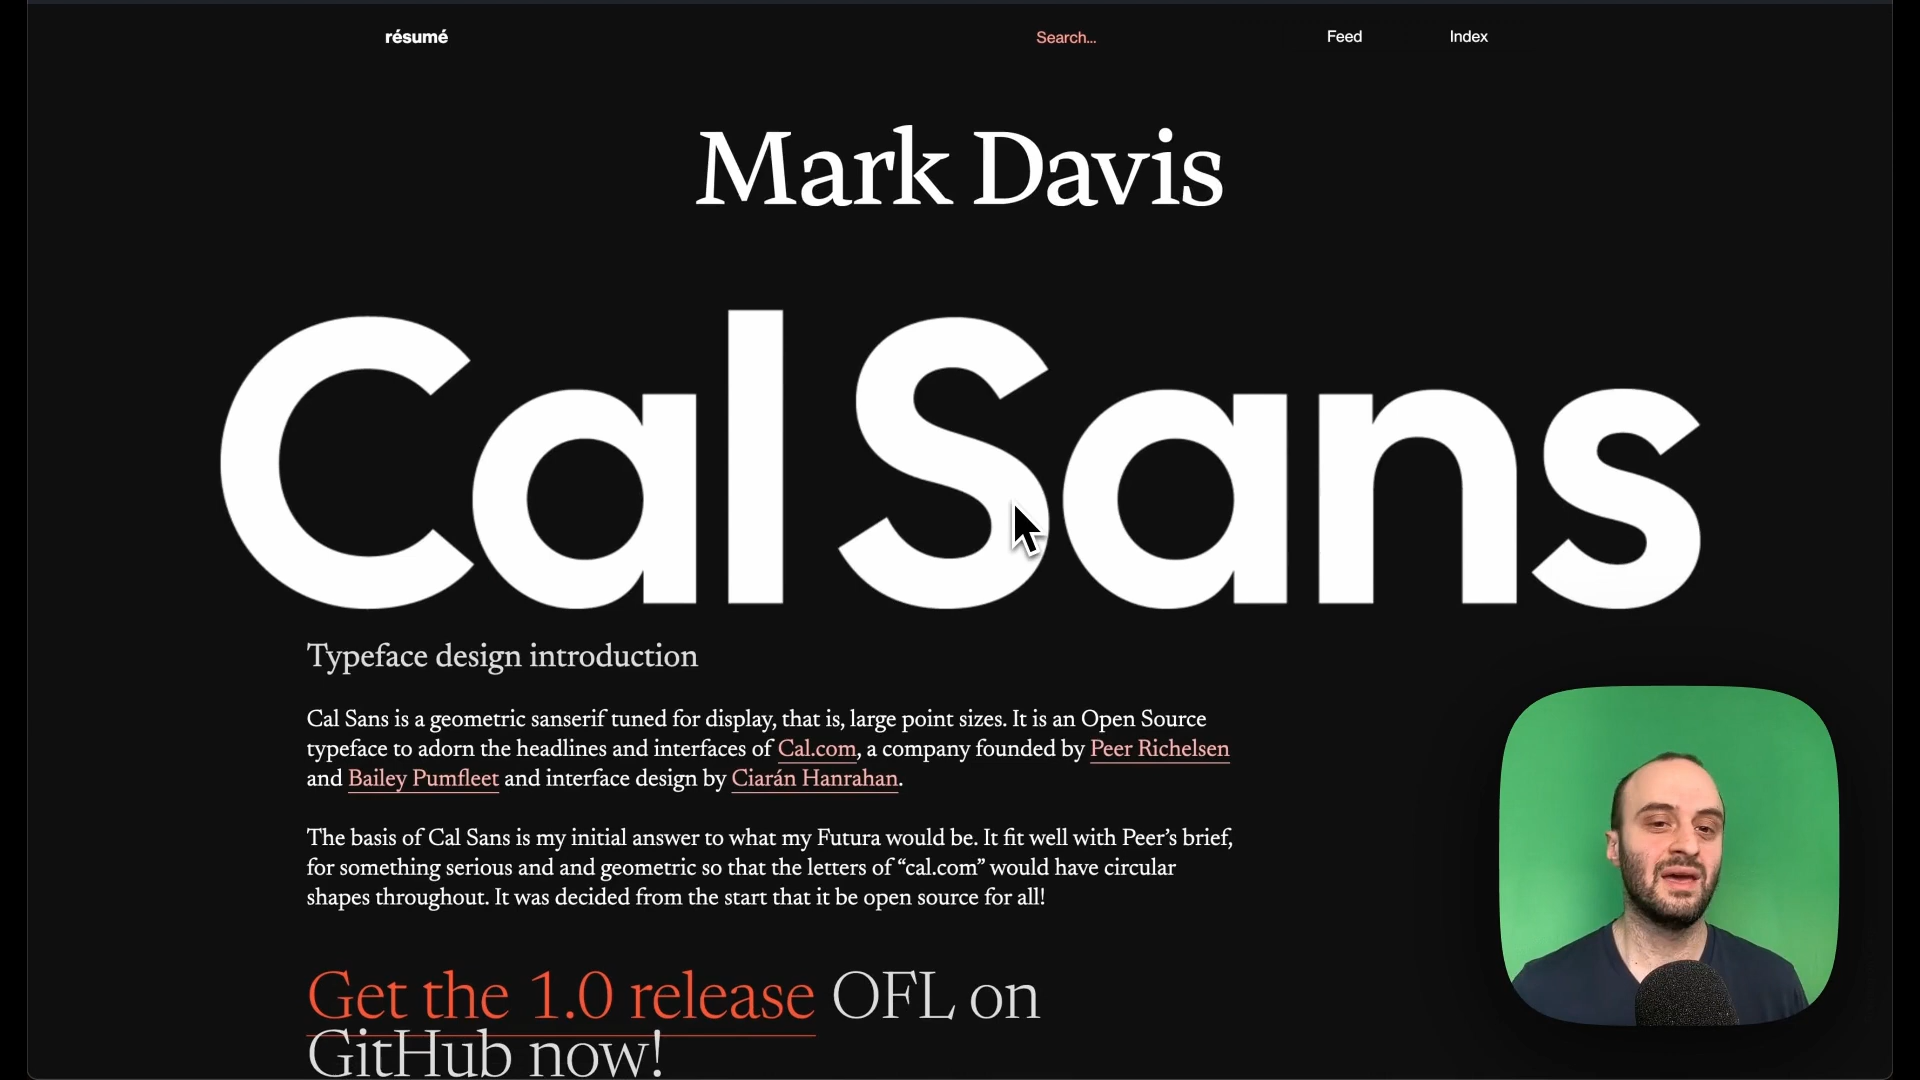 résumé
Search...
Feed
Index
Mark Davis
Cal Sans
Typeface design introduction
Cal Sans is a geometric sanserif tuned for display, that is, large point sizes. It is an Open Source
typeface to adorn the headlines and interfaces of Cal.com, a company founded by Peer Richelsen
and Bailey Pumfleet and interface design by Ciarán Hanrahan.
The basis of Cal Sans is my initial answer to what my Futura would be. It fit well with Peer’s brief,
for something serious and and geometric so that the letters of “cal.com” would have circular
shapes throughout. It was decided from the start that it be open source for all!
Get the 1.0 release OFL on
GitHub now!